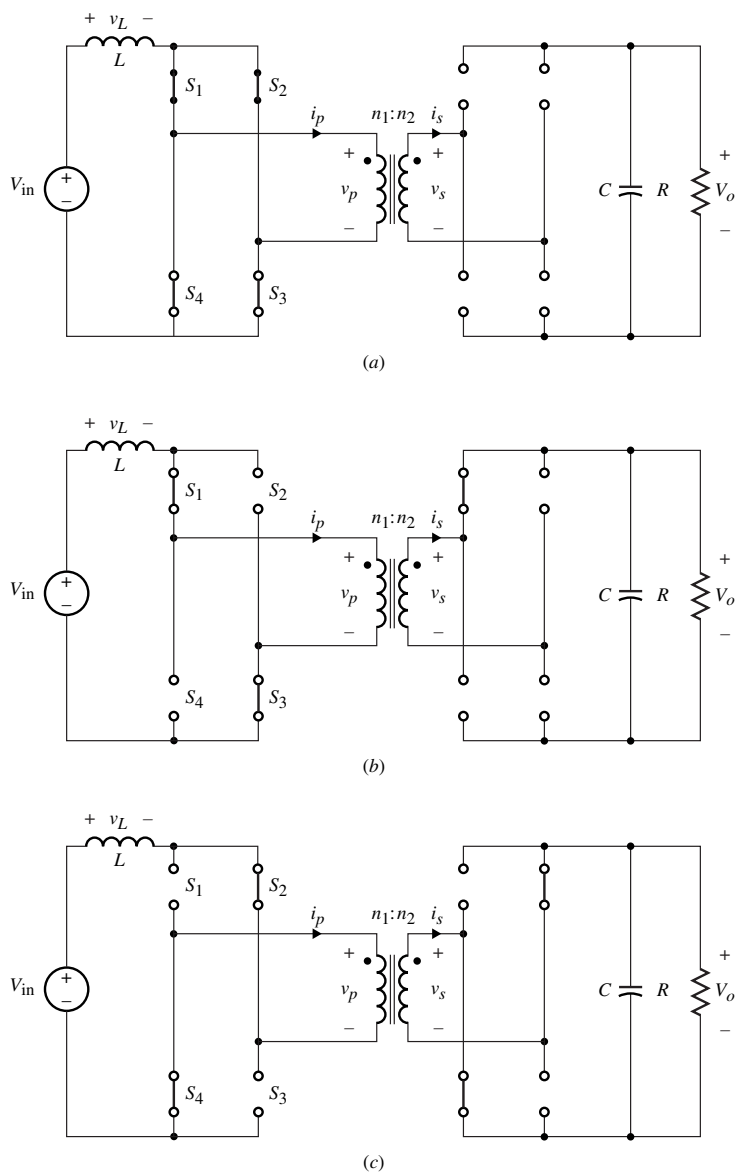 + v_L −
L
S_1 S_2
i_p n_1:n_2 i_s
+ + +
V_in + − v_p v_s C R V_o
− − −
S_4 S_3
(a)
+ v_L −
L
S_1 S_2
i_p n_1:n_2 i_s
+ + +
V_in + − v_p v_s C R V_o
− − −
S_4 S_3
(b)
+ v_L −
L
S_1 S_2
i_p n_1:n_2 i_s
+ + +
V_in + − v_p v_s C R V_o
− − −
S_4 S_3
(c)